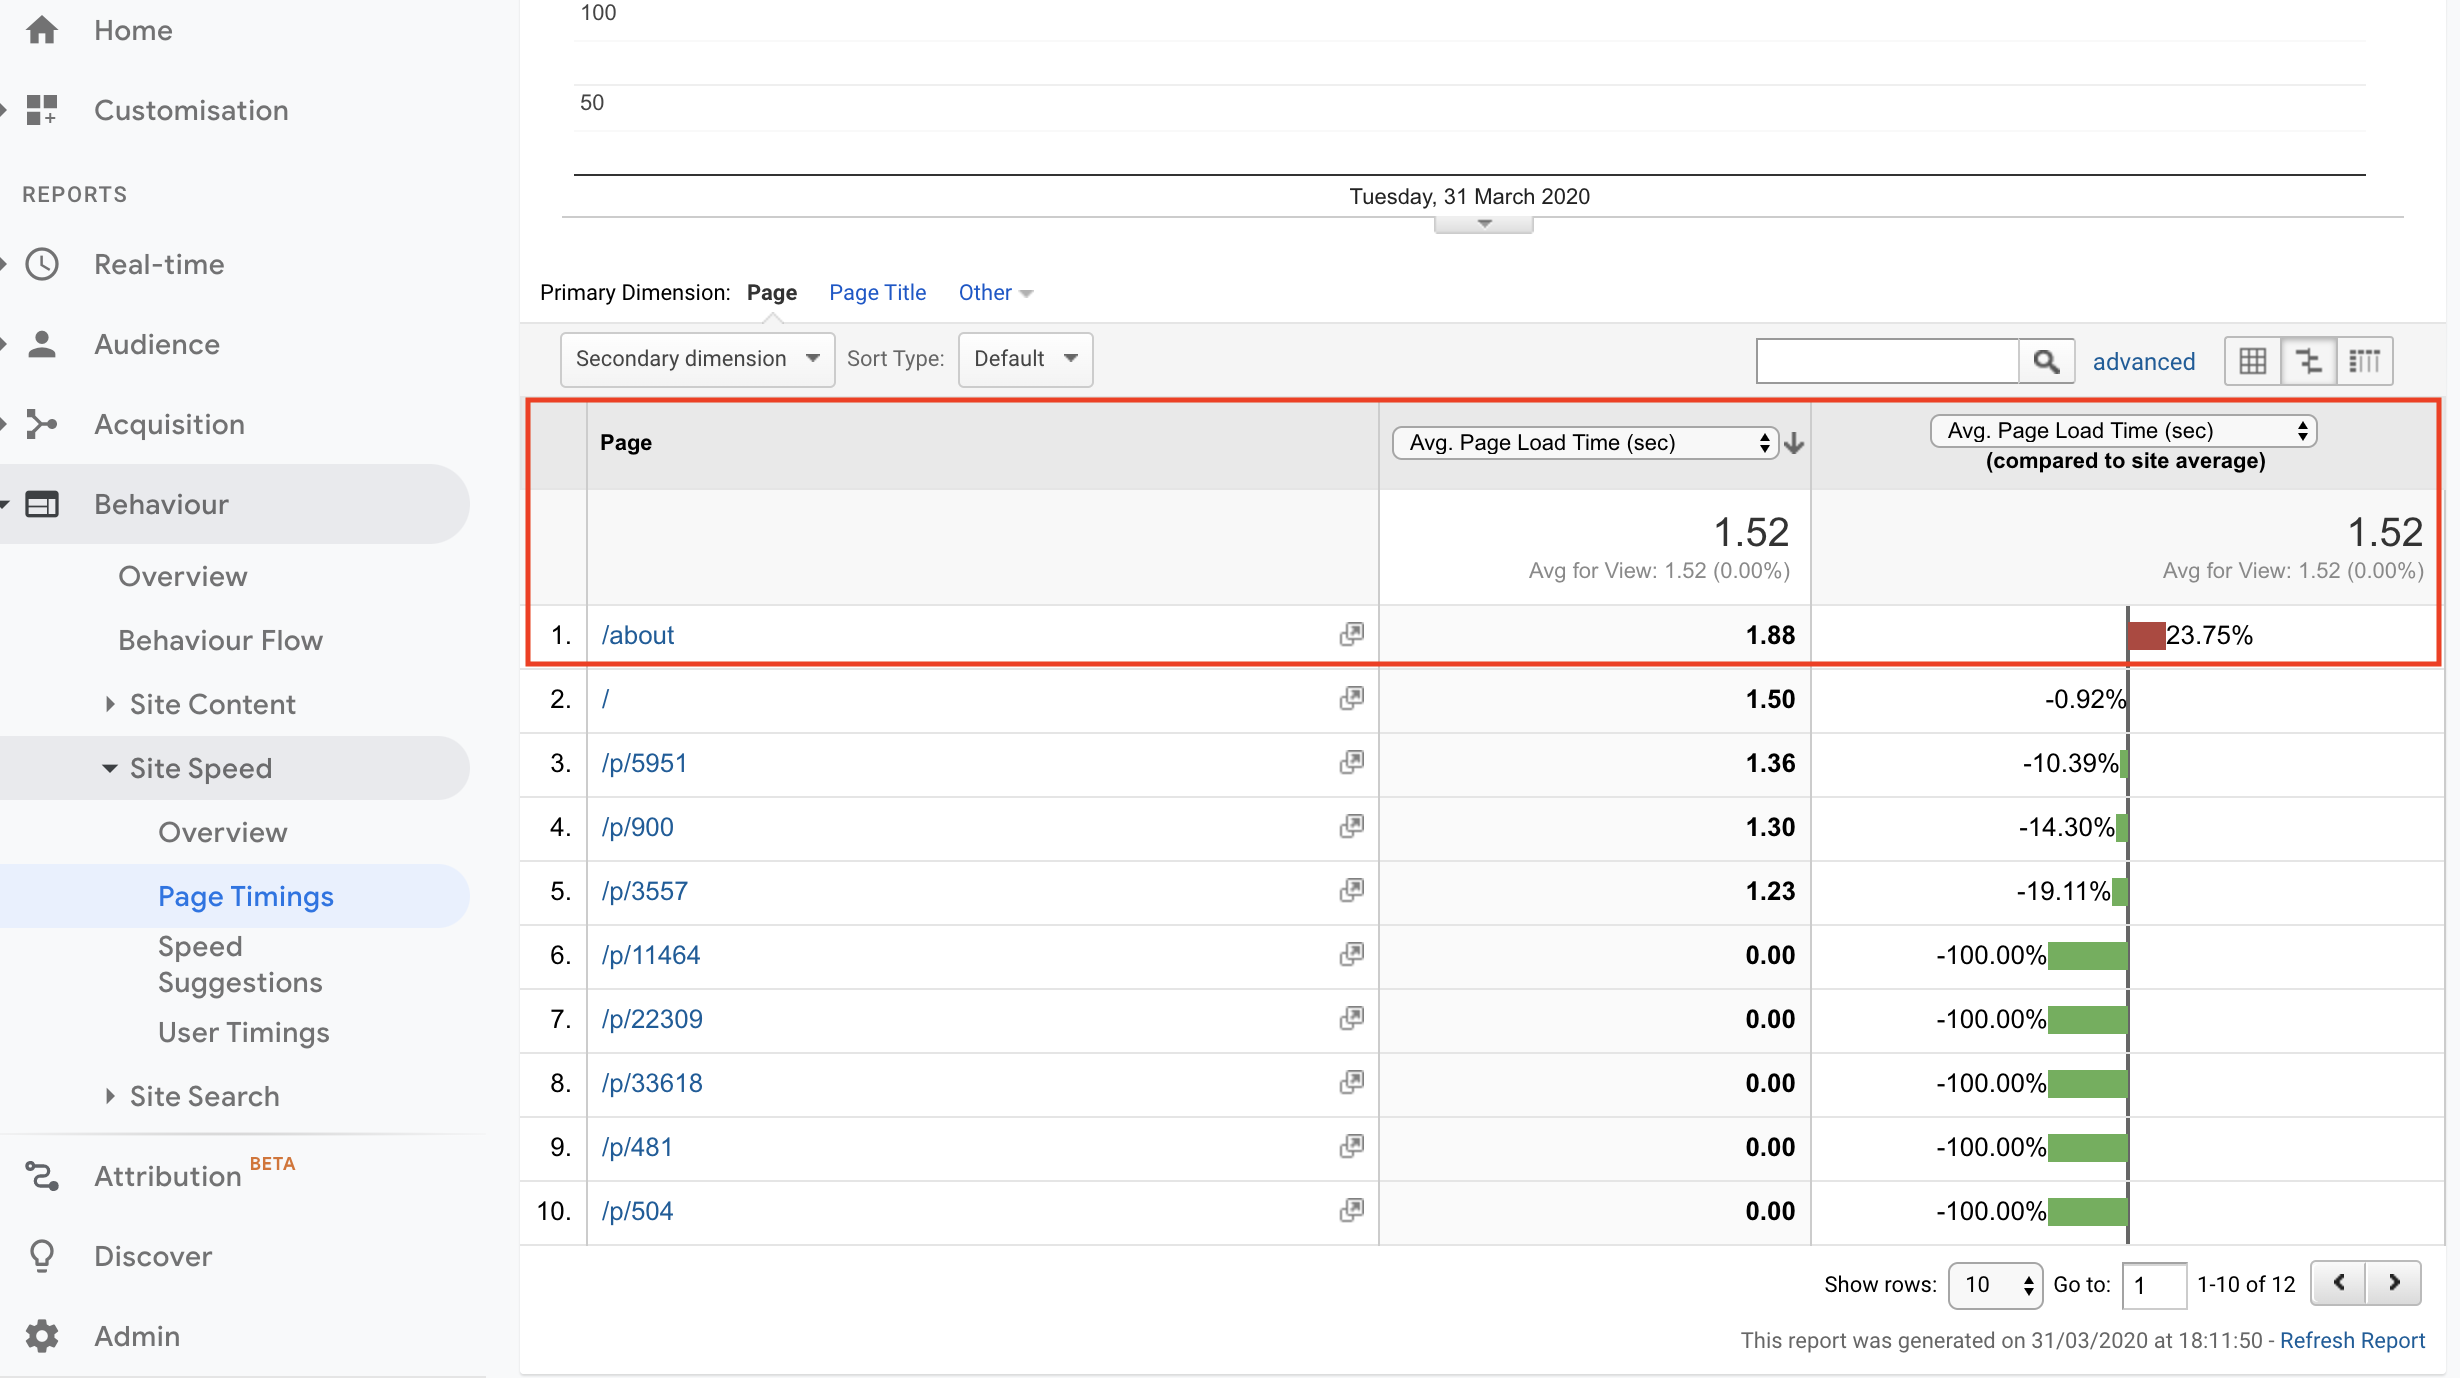 Home
Customisation
REPORTS
Real-time
Audience
Acquisition
Behaviour
Overview
Behaviour Flow
Site Content
Site Speed
Overview
Page Timings
Speed
Suggestions
User Timings
Site Search
Attribution BETA
Discover
Admin
100
50
Tuesday, 31 March 2020
Primary Dimension: Page Page Title Other
Secondary dimension Sort Type: Default advanced
Page Avg. Page Load Time (sec) Avg. Page Load Time (sec)
(compared to site average)
1.52 1.52
Avg for View: 1.52 (0.00%) Avg for View: 1.52 (0.00%)
1. /about 1.88 23.75%
2. / 1.50 -0.92%
3. /p/5951 1.36 -10.39%
4. /p/900 1.30 -14.30%
5. /p/3557 1.23 -19.11%
6. /p/11464 0.00 -100.00%
7. /p/22309 0.00 -100.00%
8. /p/33618 0.00 -100.00%
9. /p/481 0.00 -100.00%
10. /p/504 0.00 -100.00%
Show rows: 10 Go to: 1 1-10 of 12
This report was generated on 31/03/2020 at 18:11:50 - Refresh Report